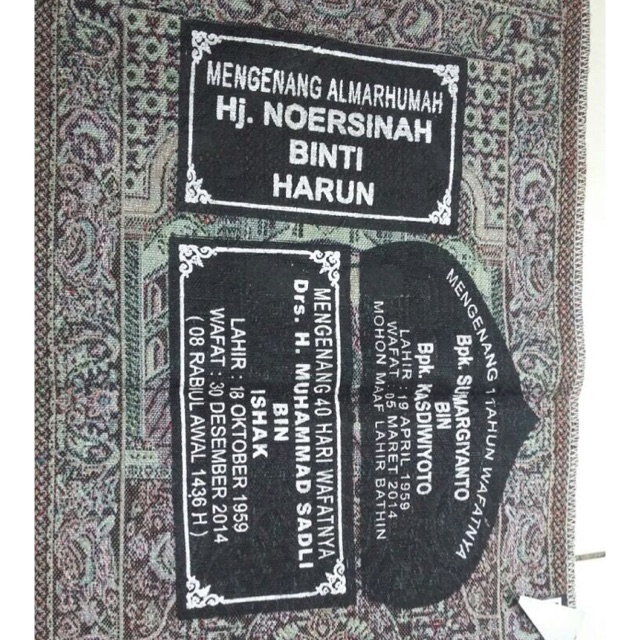 MENGENANG ALMARHUMAH
Hj. NOERSINAH
BINTI
HARUN
MENGENANG 40 HARI WAFATNYA
Drs. H. MUHAMMAD SADLI
BIN
ISHAK
LAHIR : 18 OKTOBER 1959
WAFAT : 30 DESEMBER 2014
( 08 RABIUL AWAL 1436 H )
MENGENANG 1 TAHUN WAFATNYA
Bpk. SUMARGIYANTO
BIN
Bpk. KASDIWIYOTO
LAHIR : 19 APRIL 1959
WAFAT : 05 MARET 2014
MOHON MAAF LAHIR BATHIN